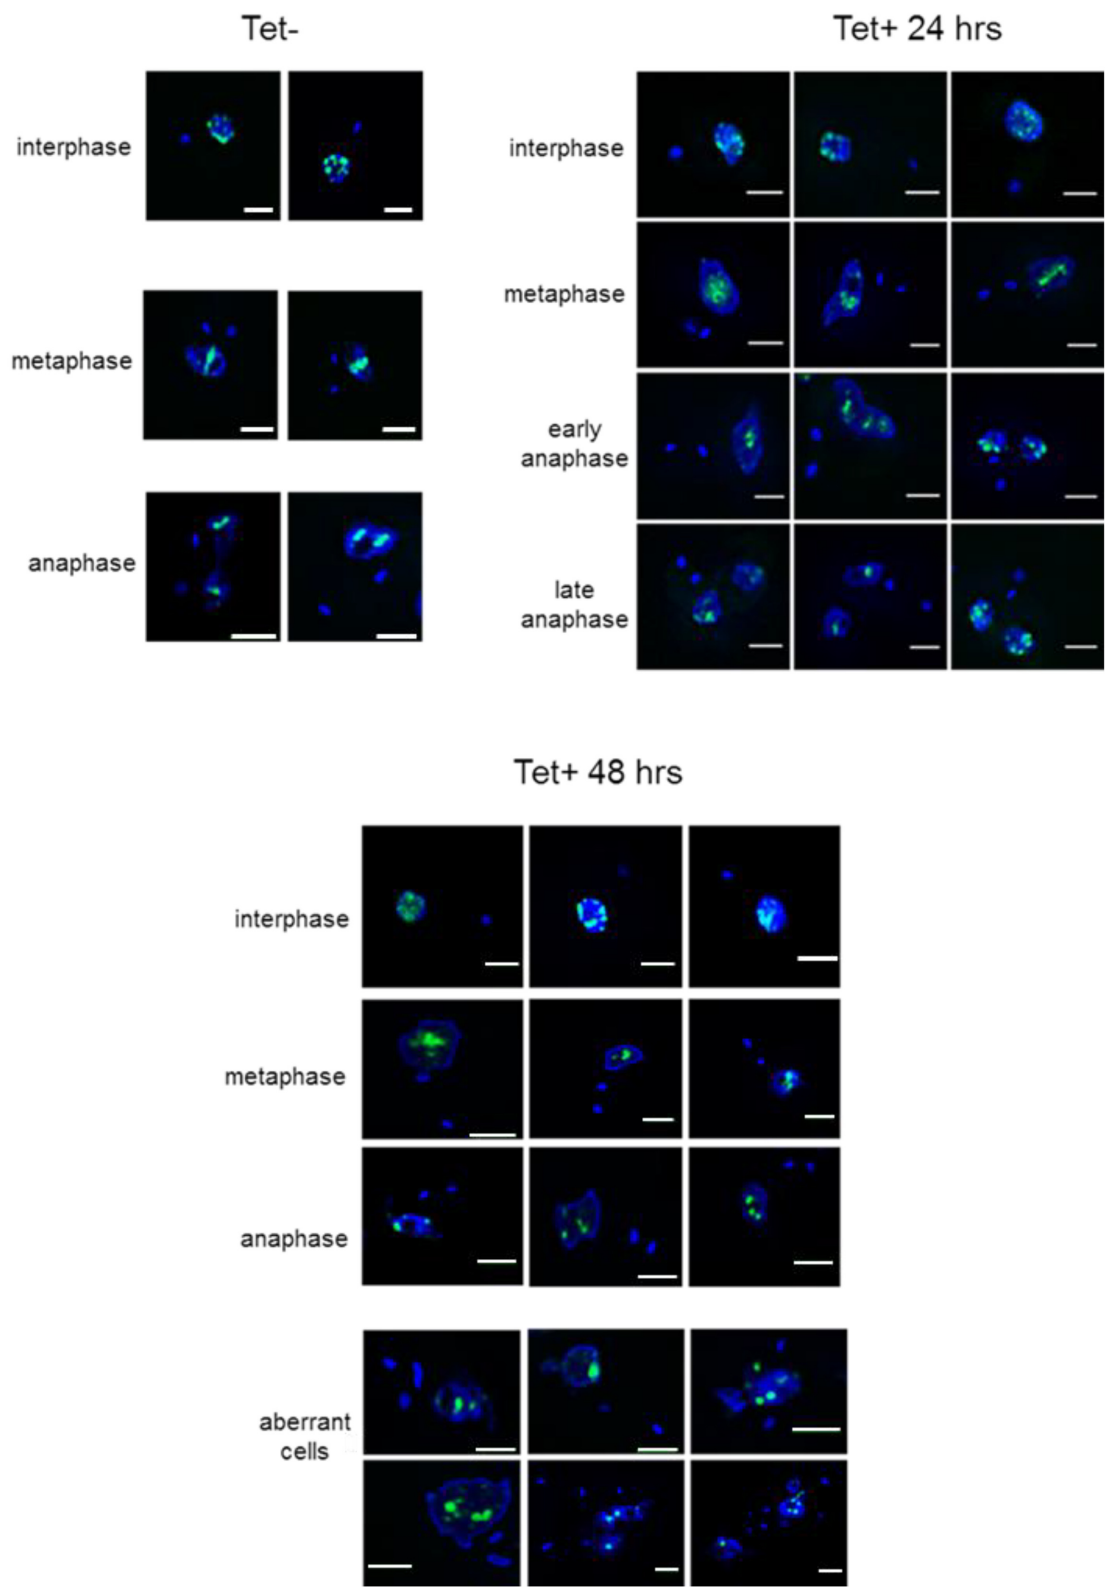 Tet-
interphase
metaphase
anaphase
Tet+ 24 hrs
interphase
metaphase
early
anaphase
late
anaphase
Tet+ 48 hrs
interphase
metaphase
anaphase
aberrant
cells